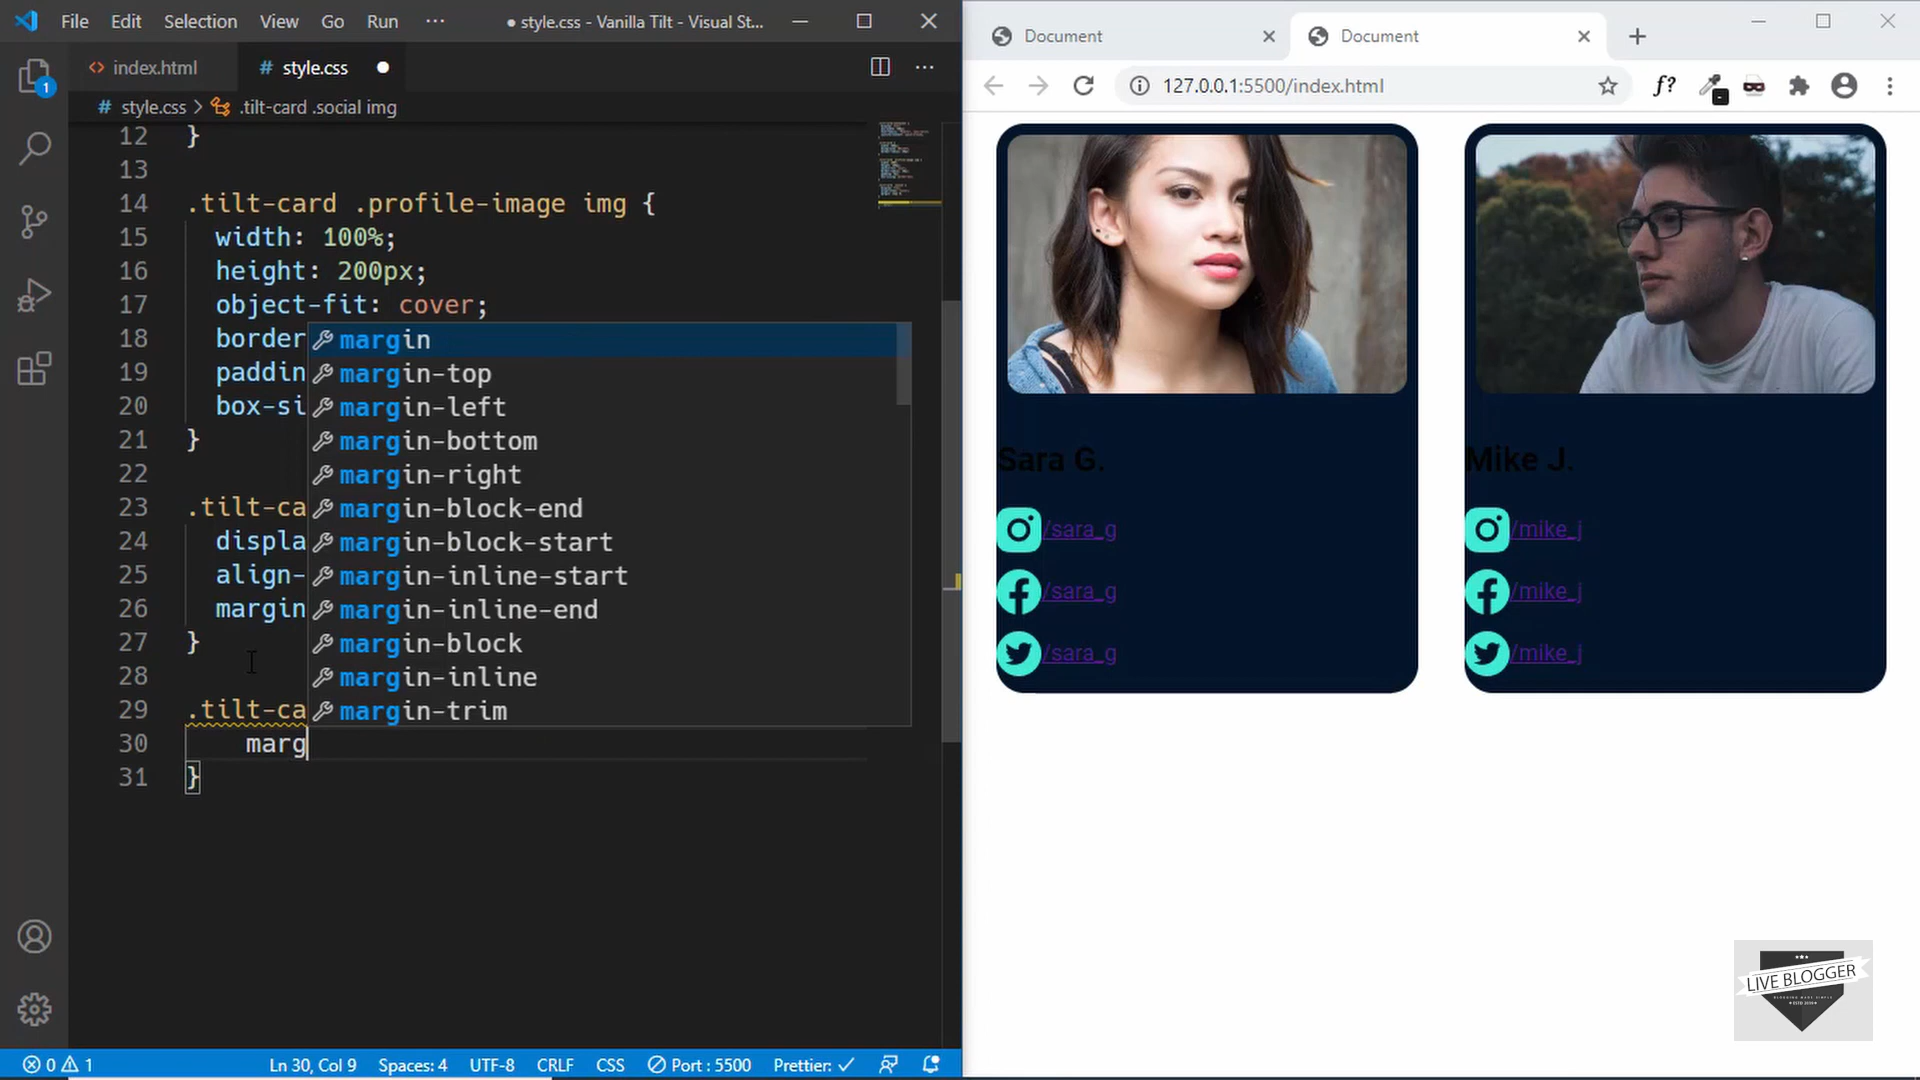 File Edit Selection View Go Run ··· ● style.css - Vanilla Tilt - Visual St...
<> index.html # style.css ●
1
# style.css > .tilt-card .social img
12 }
13
14 .tilt-card .profile-image img {
15 width: 100%;
16 height: 200px;
17 object-fit: cover;
18 border
19 paddin
20 box-si
21 }
22
23 .tilt-ca
24 displa
25 align-
26 margin
27 }
28
29 .tilt-ca
30 marg
31 }
margin
margin-top
margin-left
margin-bottom
margin-right
margin-block-end
margin-block-start
margin-inline-start
margin-inline-end
margin-block
margin-inline
margin-trim
0 1 Ln 30, Col 9 Spaces: 4 UTF-8 CRLF CSS Port : 5500 Prettier: ✓
Document Document
127.0.0.1:5500/index.html f?
Sara G.
/sara_g
/sara_g
/sara_g
Mike J.
/mike_j
/mike_j
/mike_j
LIVE BLOGGER